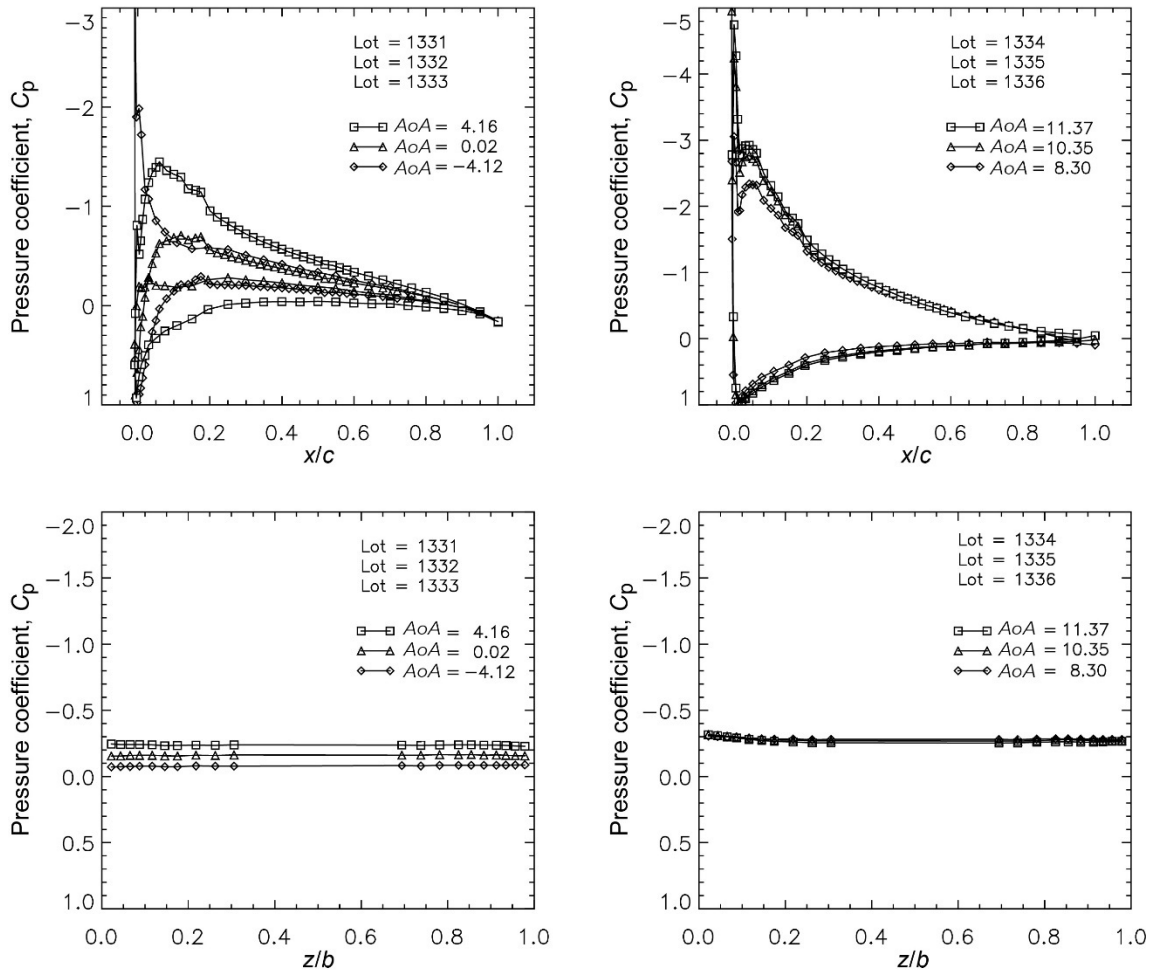 Pressure coefficient, Cp
−3
−2
−1
0
1
Lot = 1331
Lot = 1332
Lot = 1333
AoA = 4.16
AoA = 0.02
AoA = −4.12
0.0 0.2 0.4 0.6 0.8 1.0
x/c
Pressure coefficient, Cp
−5
−4
−3
−2
−1
0
1
Lot = 1334
Lot = 1335
Lot = 1336
AoA = 11.37
AoA = 10.35
AoA = 8.30
0.0 0.2 0.4 0.6 0.8 1.0
x/c
Pressure coefficient, Cp
−2.0
−1.5
−1.0
−0.5
0.0
0.5
1.0
Lot = 1331
Lot = 1332
Lot = 1333
AoA = 4.16
AoA = 0.02
AoA = −4.12
0.0 0.2 0.4 0.6 0.8 1.0
z/b
Pressure coefficient, Cp
−2.0
−1.5
−1.0
−0.5
0.0
0.5
1.0
Lot = 1334
Lot = 1335
Lot = 1336
AoA = 11.37
AoA = 10.35
AoA = 8.30
0.0 0.2 0.4 0.6 0.8 1.0
z/b